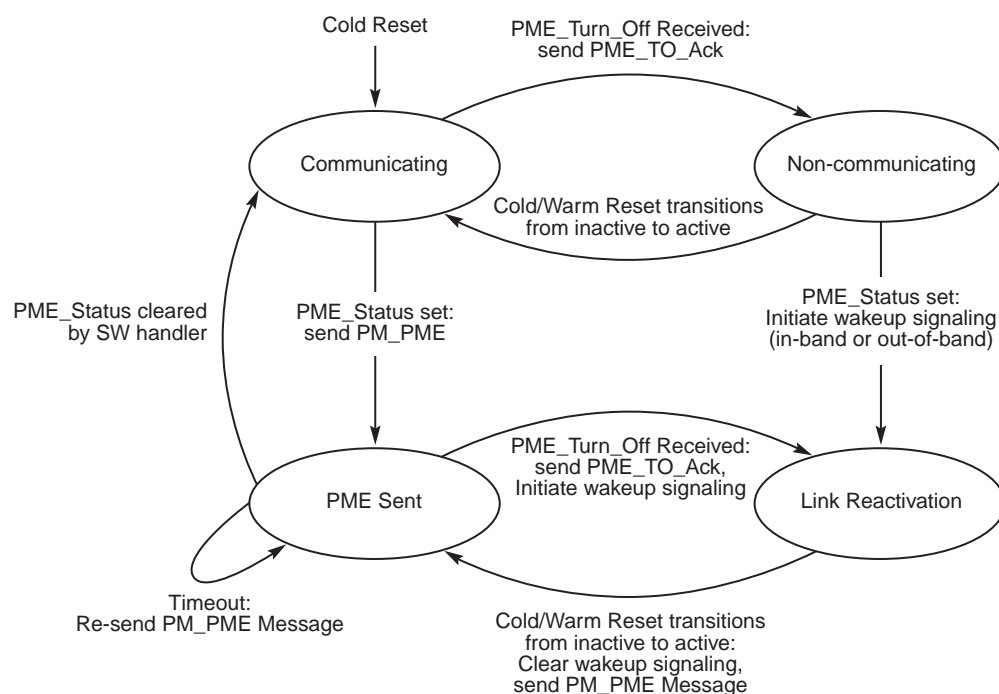 Cold Reset
PME_Turn_Off Received:
send PME_TO_Ack
Communicating
Non-communicating
Cold/Warm Reset transitions
from inactive to active
PME_Status cleared
by SW handler
PME_Status set:
send PM_PME
PME_Status set:
Initiate wakeup signaling
(in-band or out-of-band)
PME_Turn_Off Received:
send PME_TO_Ack,
Initiate wakeup signaling
PME Sent
Link Reactivation
Timeout:
Re-send PM_PME Message
Cold/Warm Reset transitions
from inactive to active:
Clear wakeup signaling,
send PM_PME Message